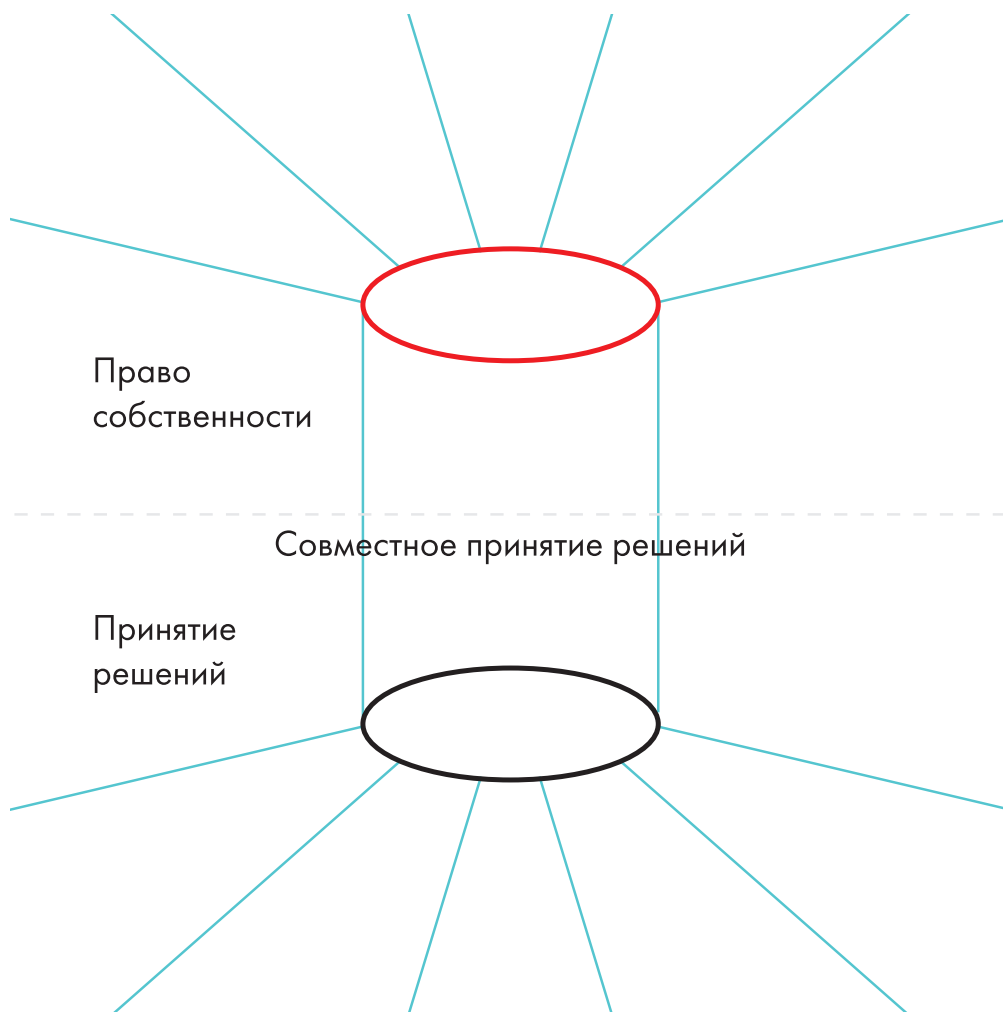 Право
собственности
Совместное принятие решений
Принятие
решений